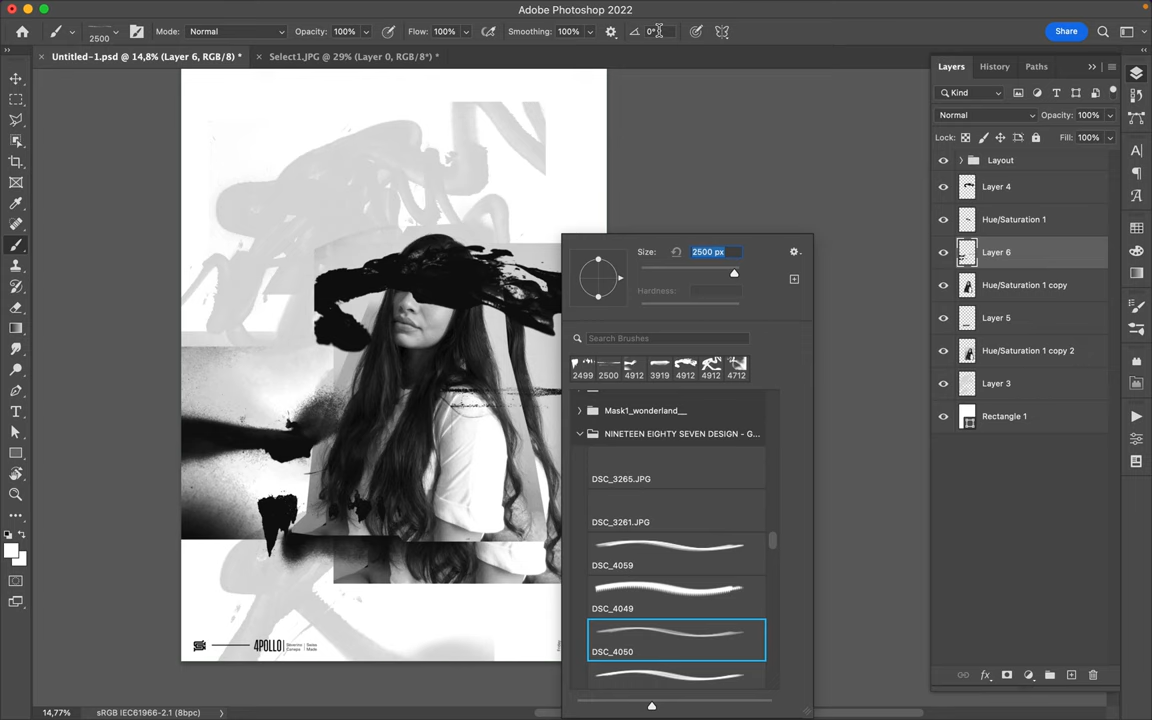 Adobe Photoshop 2022
2500
Mode: Normal
Opacity: 100%
Flow: 100%
Smoothing: 100%
0°
Share
Untitled-1.psd @ 14,8% (Layer 6, RGB/8) *
Select1.JPG @ 29% (Layer 0, RGB/8*) *
Layers
History
Paths
Kind
Normal
Opacity: 100%
Lock:
Fill: 100%
Layout
Layer 4
Hue/Saturation 1
Layer 6
Hue/Saturation 1 copy
Layer 5
Hue/Saturation 1 copy 2
Layer 3
Rectangle 1
Size:
2500 px
Hardness:
Search Brushes
2499 2500 4912 3919 4912 4912 4712
Mask1_wonderland__
NINETEEN EIGHTY SEVEN DESIGN - G...
DSC_3265.JPG
DSC_3261.JPG
DSC_4059
DSC_4049
DSC_4050
4POLLO
14,77%
sRGB IEC61966-2.1 (8bpc)